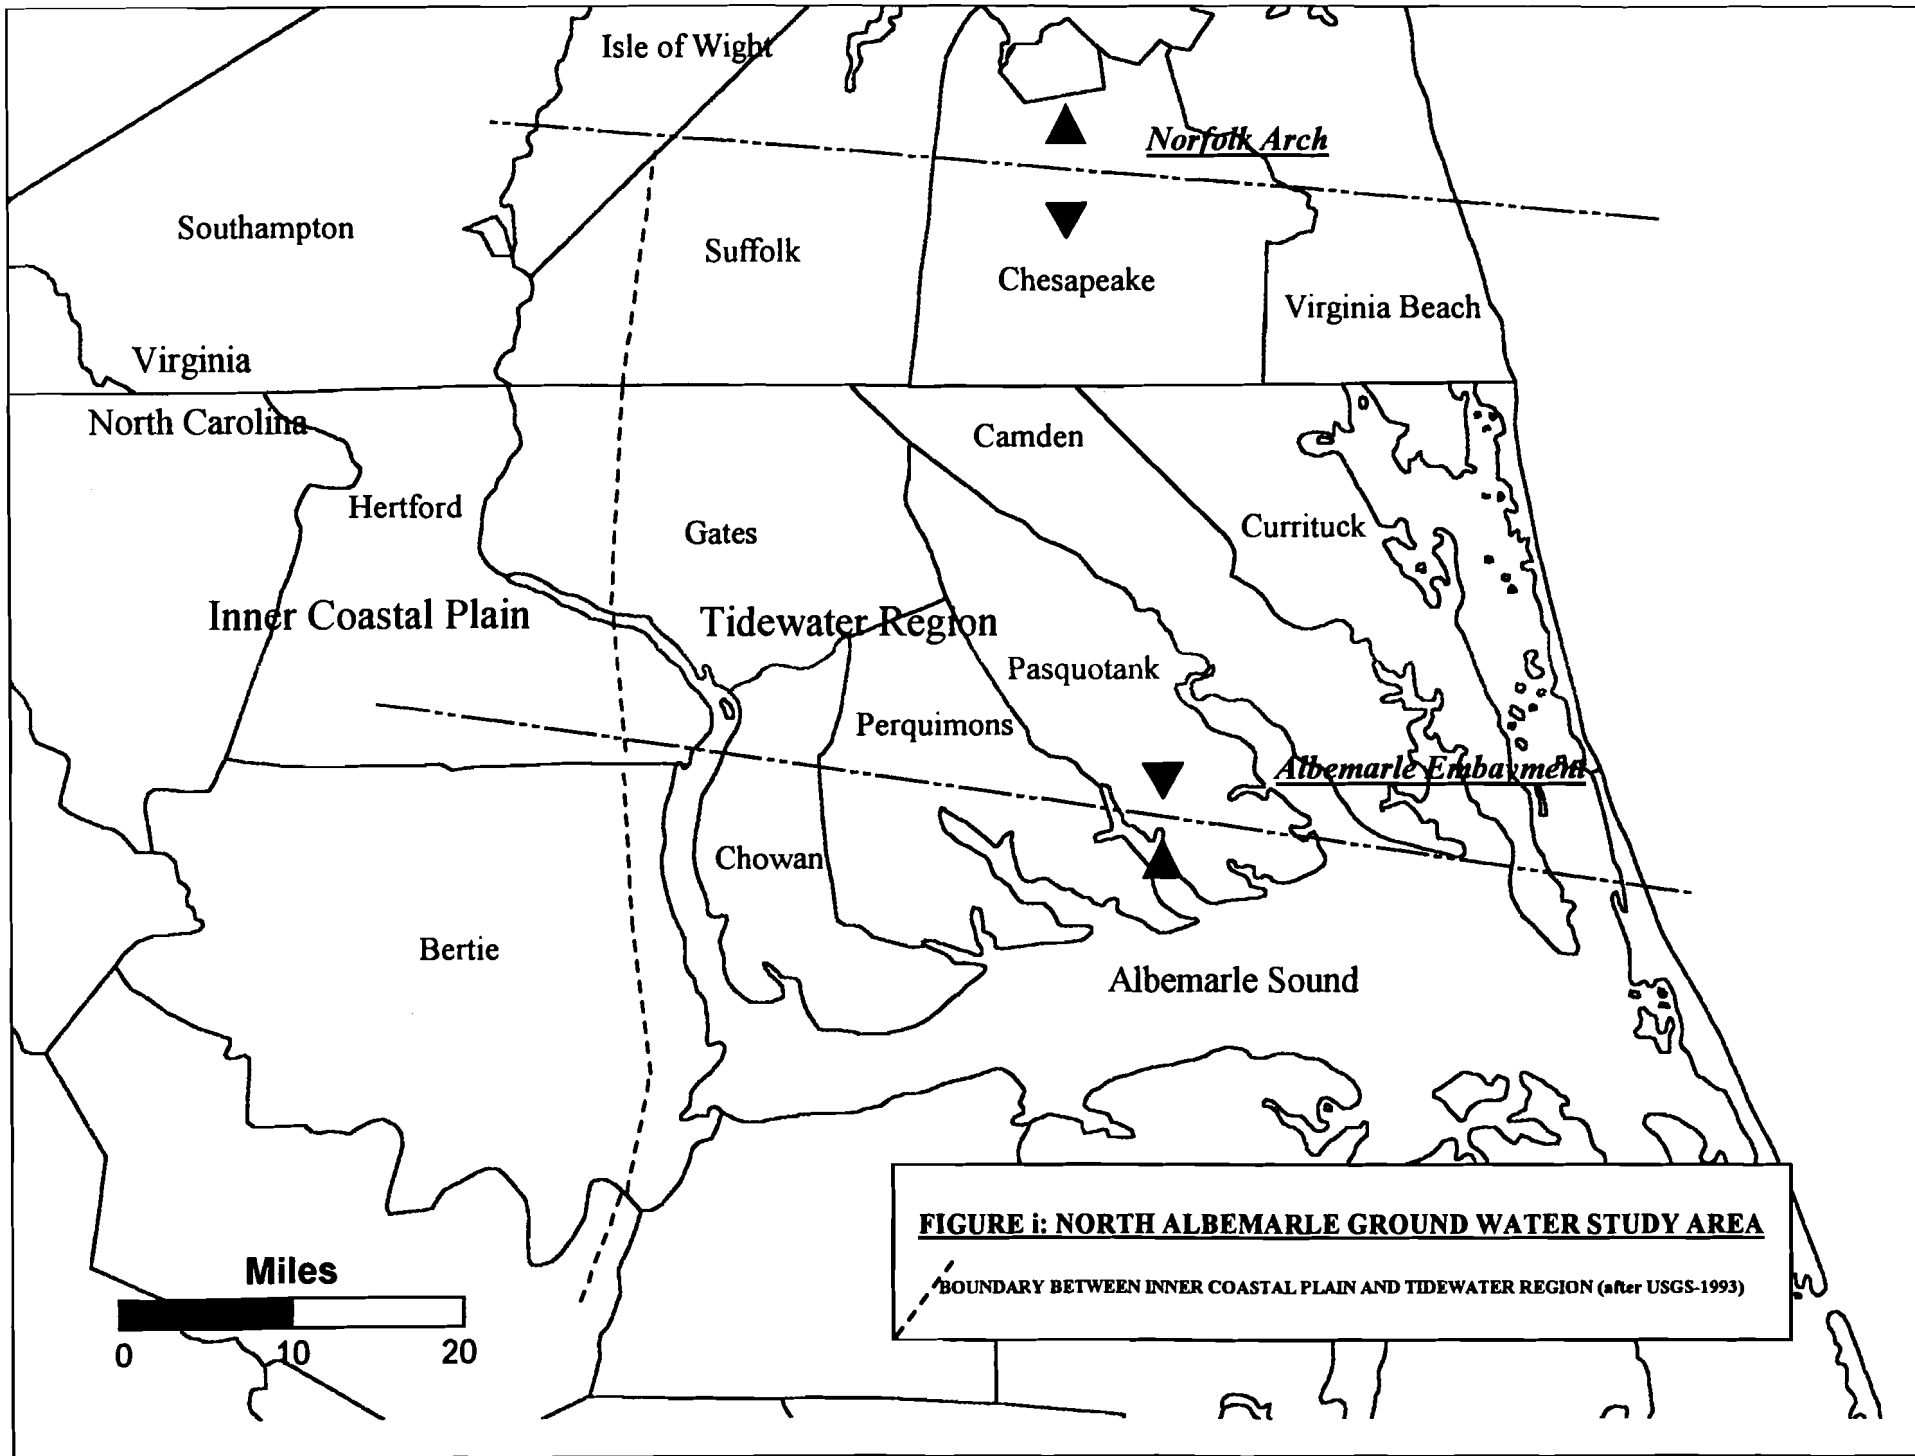 Isle of Wight
Norfolk Arch
Southampton
Suffolk
Chesapeake
Virginia Beach
Virginia
North Carolina
Camden
Hertford
Gates
Currituck
Inner Coastal Plain
Tidewater Region
Pasquotank
Perquimons
Albemarle Embayment
Chowan
Bertie
Albemarle Sound
FIGURE i: NORTH ALBEMARLE GROUND WATER STUDY AREA
BOUNDARY BETWEEN INNER COASTAL PLAIN AND TIDEWATER REGION (after USGS-1993)
Miles
0 10 20